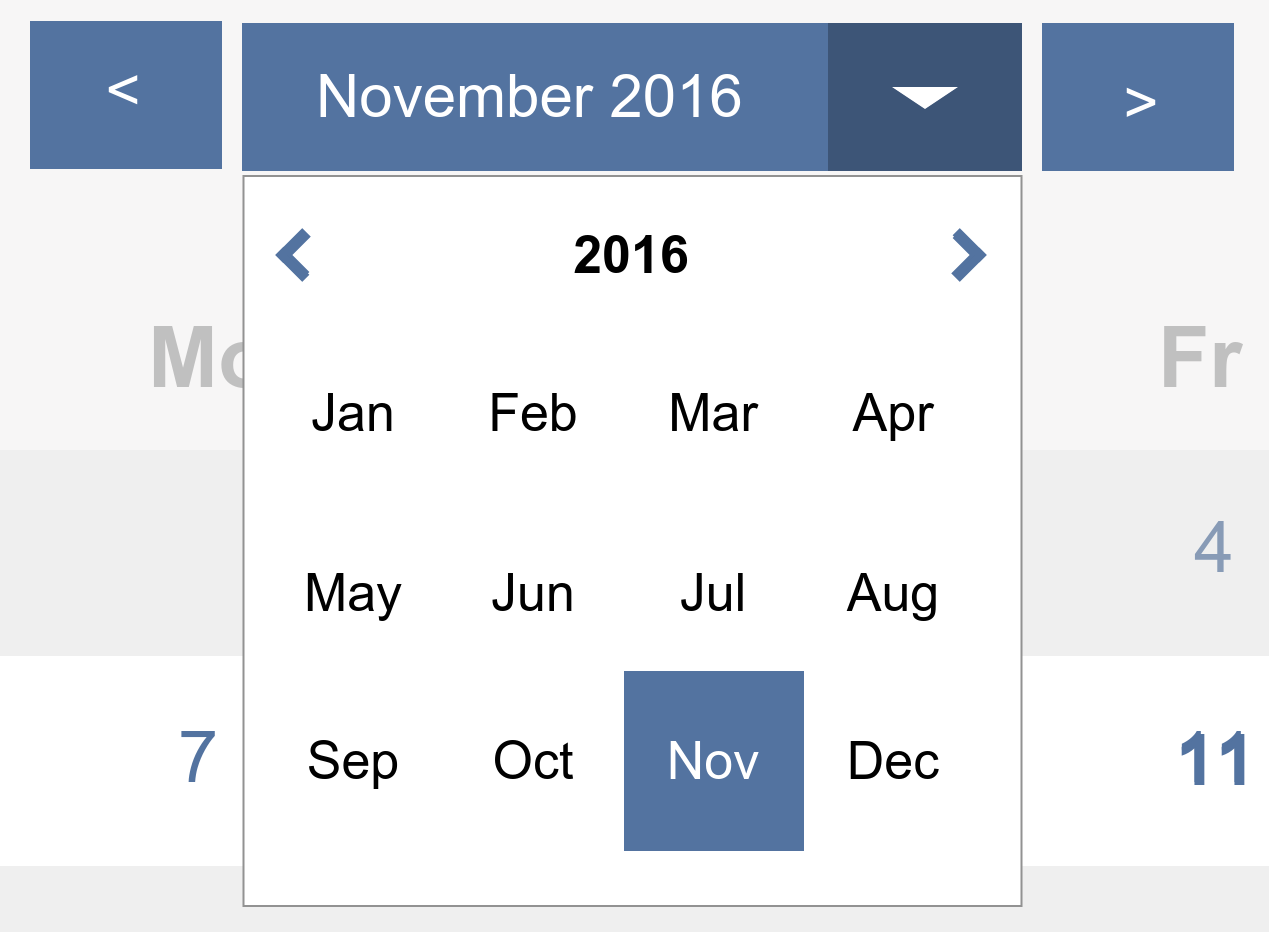 < November 2016 >
2016
Mo Fr
Jan Feb Mar Apr
4
May Jun Jul Aug
7 Sep Oct Nov Dec 11